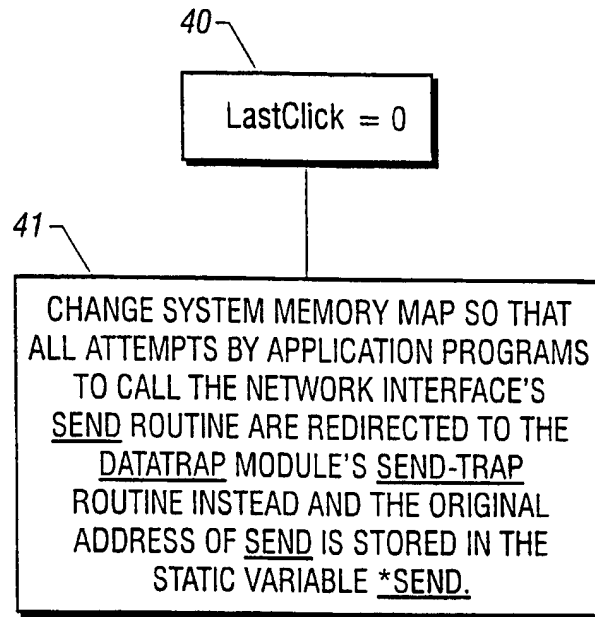 40
LastClick = 0
41
CHANGE SYSTEM MEMORY MAP SO THAT
ALL ATTEMPTS BY APPLICATION PROGRAMS
TO CALL THE NETWORK INTERFACE'S
SEND ROUTINE ARE REDIRECTED TO THE
DATATRAP MODULE'S SEND-TRAP
ROUTINE INSTEAD AND THE ORIGINAL
ADDRESS OF SEND IS STORED IN THE
STATIC VARIABLE *SEND.